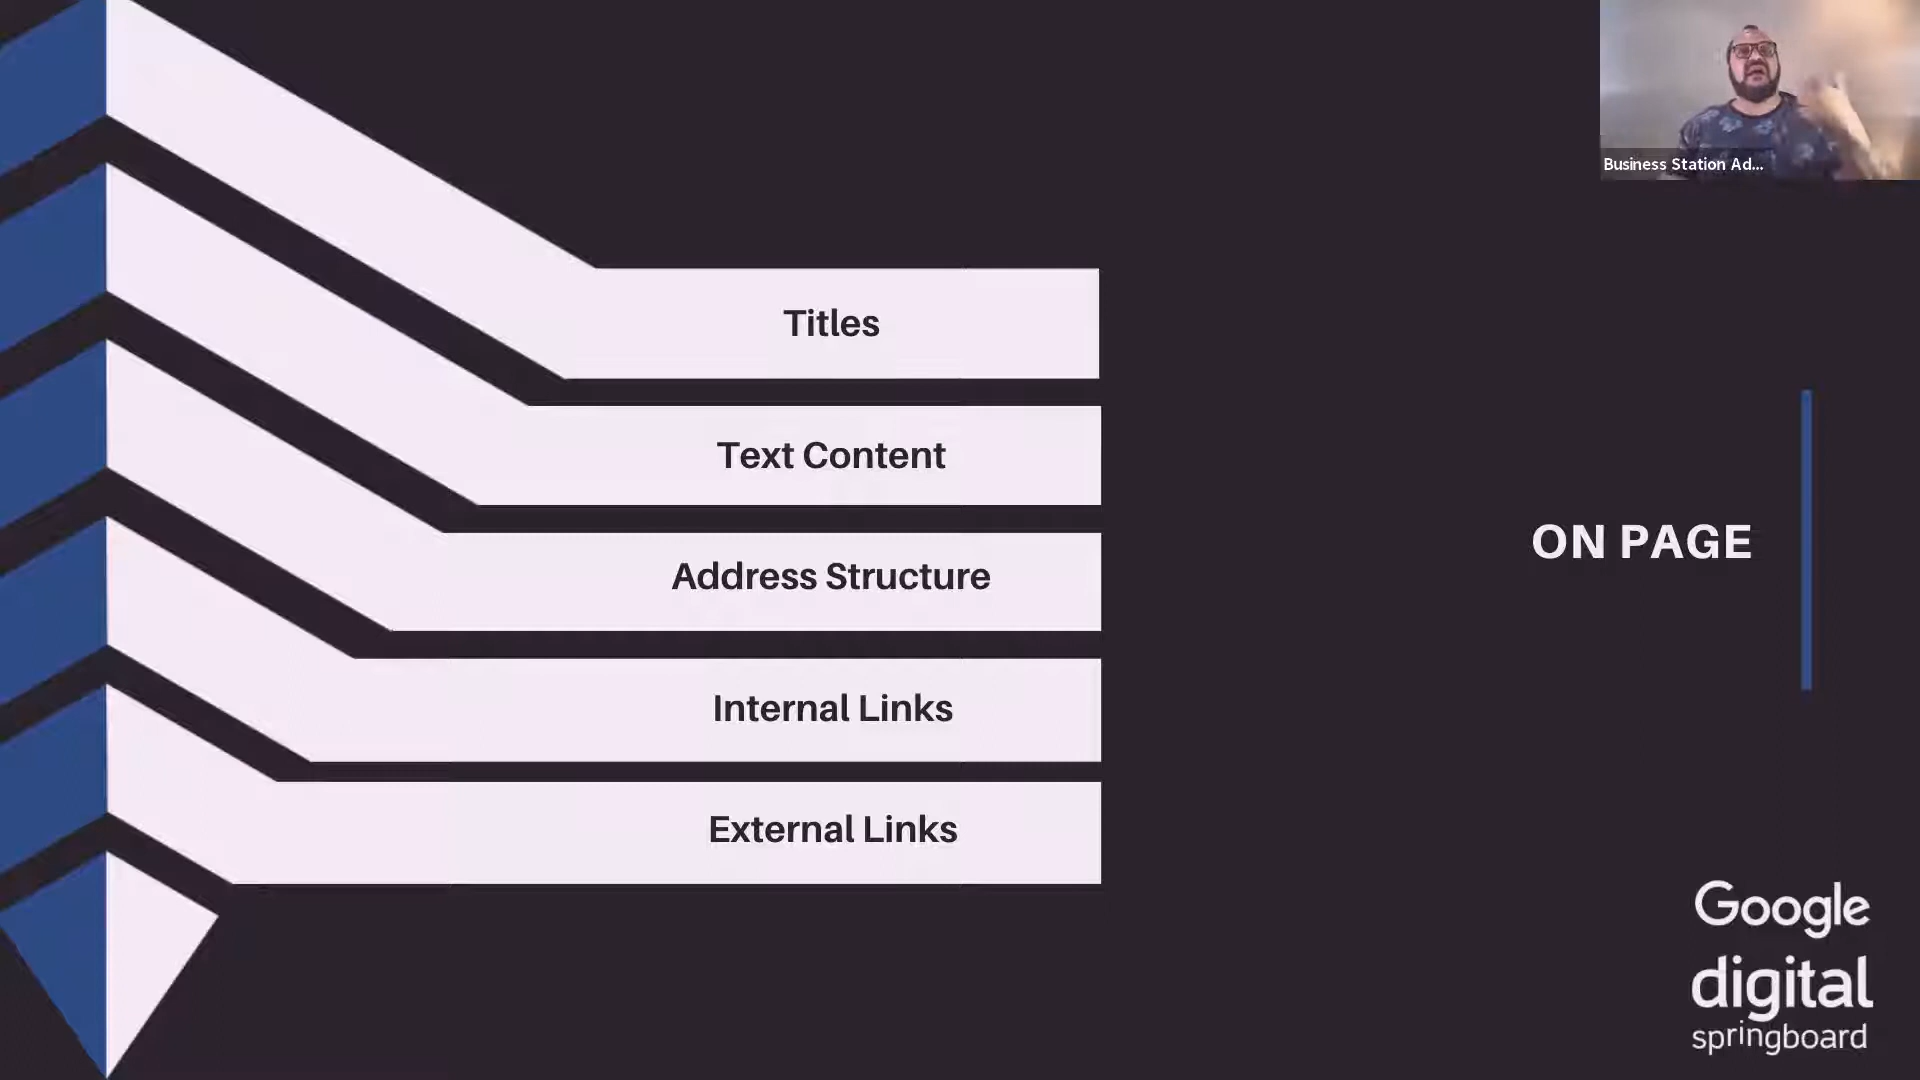 Business Station Ad...
Titles
Text Content
Address Structure
Internal Links
External Links
ON PAGE
Google
digital
springboard